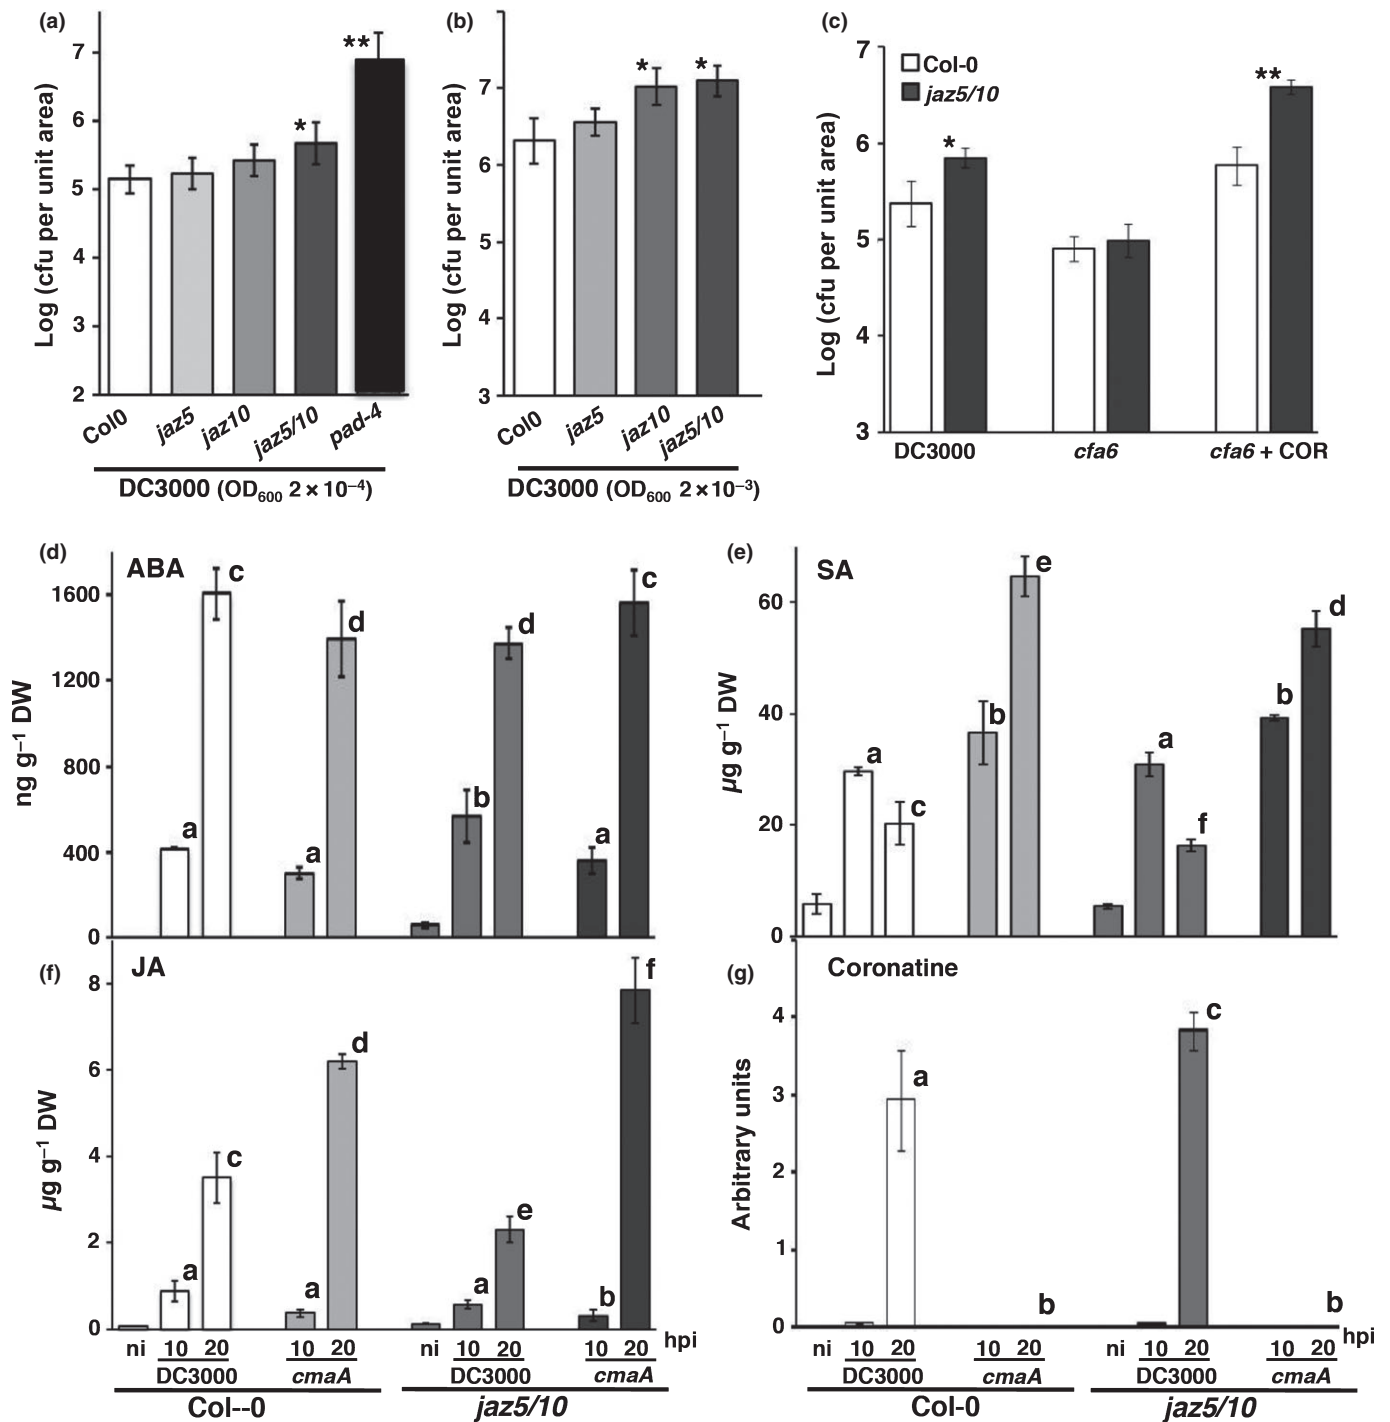 (a)
Log (cfu per unit area)
7
6
5
4
3
2
*
**
Col0
jaz5
jaz10
jaz5/10
pad-4
DC3000 (OD600 2×10–4)
(b)
Log (cfu per unit area)
7
6
5
4
3
*
*
Col0
jaz5
jaz10
jaz5/10
DC3000 (OD600 2×10–3)
(c)
Log (cfu per unit area)
7
6
5
4
3
Col-0
jaz5/10
*
**
DC3000
cfa6
cfa6 + COR
(d)
ABA
ng g–1 DW
1600
1200
800
400
0
a
c
a
d
b
d
a
c
(e)
SA
µg g–1 DW
60
40
20
0
a
c
b
e
a
f
b
d
(f)
JA
µg g–1 DW
8
6
4
2
0
a
c
a
d
a
e
b
f
ni 10 20 10 20 ni 10 20 10 20 hpi
DC3000 cmaA DC3000 cmaA
Col--0 jaz5/10
(g)
Coronatine
Arbitrary units
4
3
2
1
0
a
b
c
b
ni 10 20 10 20 ni 10 20 10 20 hpi
DC3000 cmaA DC3000 cmaA
Col-0 jaz5/10